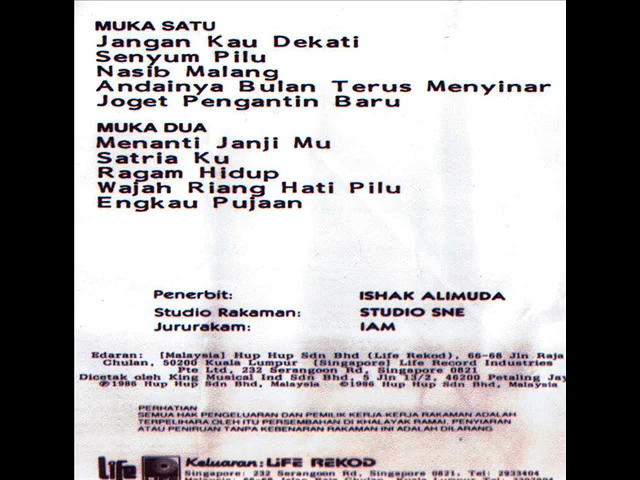 MUKA SATU
Jangan Kau Dekati
Senyum Pilu
Nasib Malang
Andainya Bulan Terus Menyinar
Joget Pengantin Baru
MUKA DUA
Menanti Janji Mu
Satria Ku
Ragam Hidup
Wajah Riang Hati Pilu
Engkau Pujaan
Penerbit: ISHAK ALIMUDA
Studio Rakaman: STUDIO SNE
Jururakam: IAM
Edaran: [Malaysia] Hup Hup Sdn Bhd (Life Rekod), 66-68 Jln Raja
Chulan, 50200 Kuala Lumpur [Singapore] Life Record Industries
Pte Ltd, 232 Serangoon Rd, Singapore 0821
Dicetak oleh King Musical Ind Sdn Bhd, 5 Jln 13/2, 46200 Petaling Jay
℗1986 Hup Hup Sdn Bhd, Malaysia ©1986 Hup Hup Sdn Bhd, Malaysia
PERHATIAN
SEMUA HAK PENGELUARAN DAN PEMILIK KERJA-KERJA RAKAMAN ADALAH
TERPELIHARA OLEH ITU PERSEMBAHAN DI KHALAYAK RAMAI, PENYIARAN
ATAU PENIRUAN TANPA KEBENARAN RAKAMAN INI ADALAH DILARANG
Life Keluaran: LIFE REKOD
Singapore: 232 Serangoon Rd, Singapore 0821. Tel: 2933404